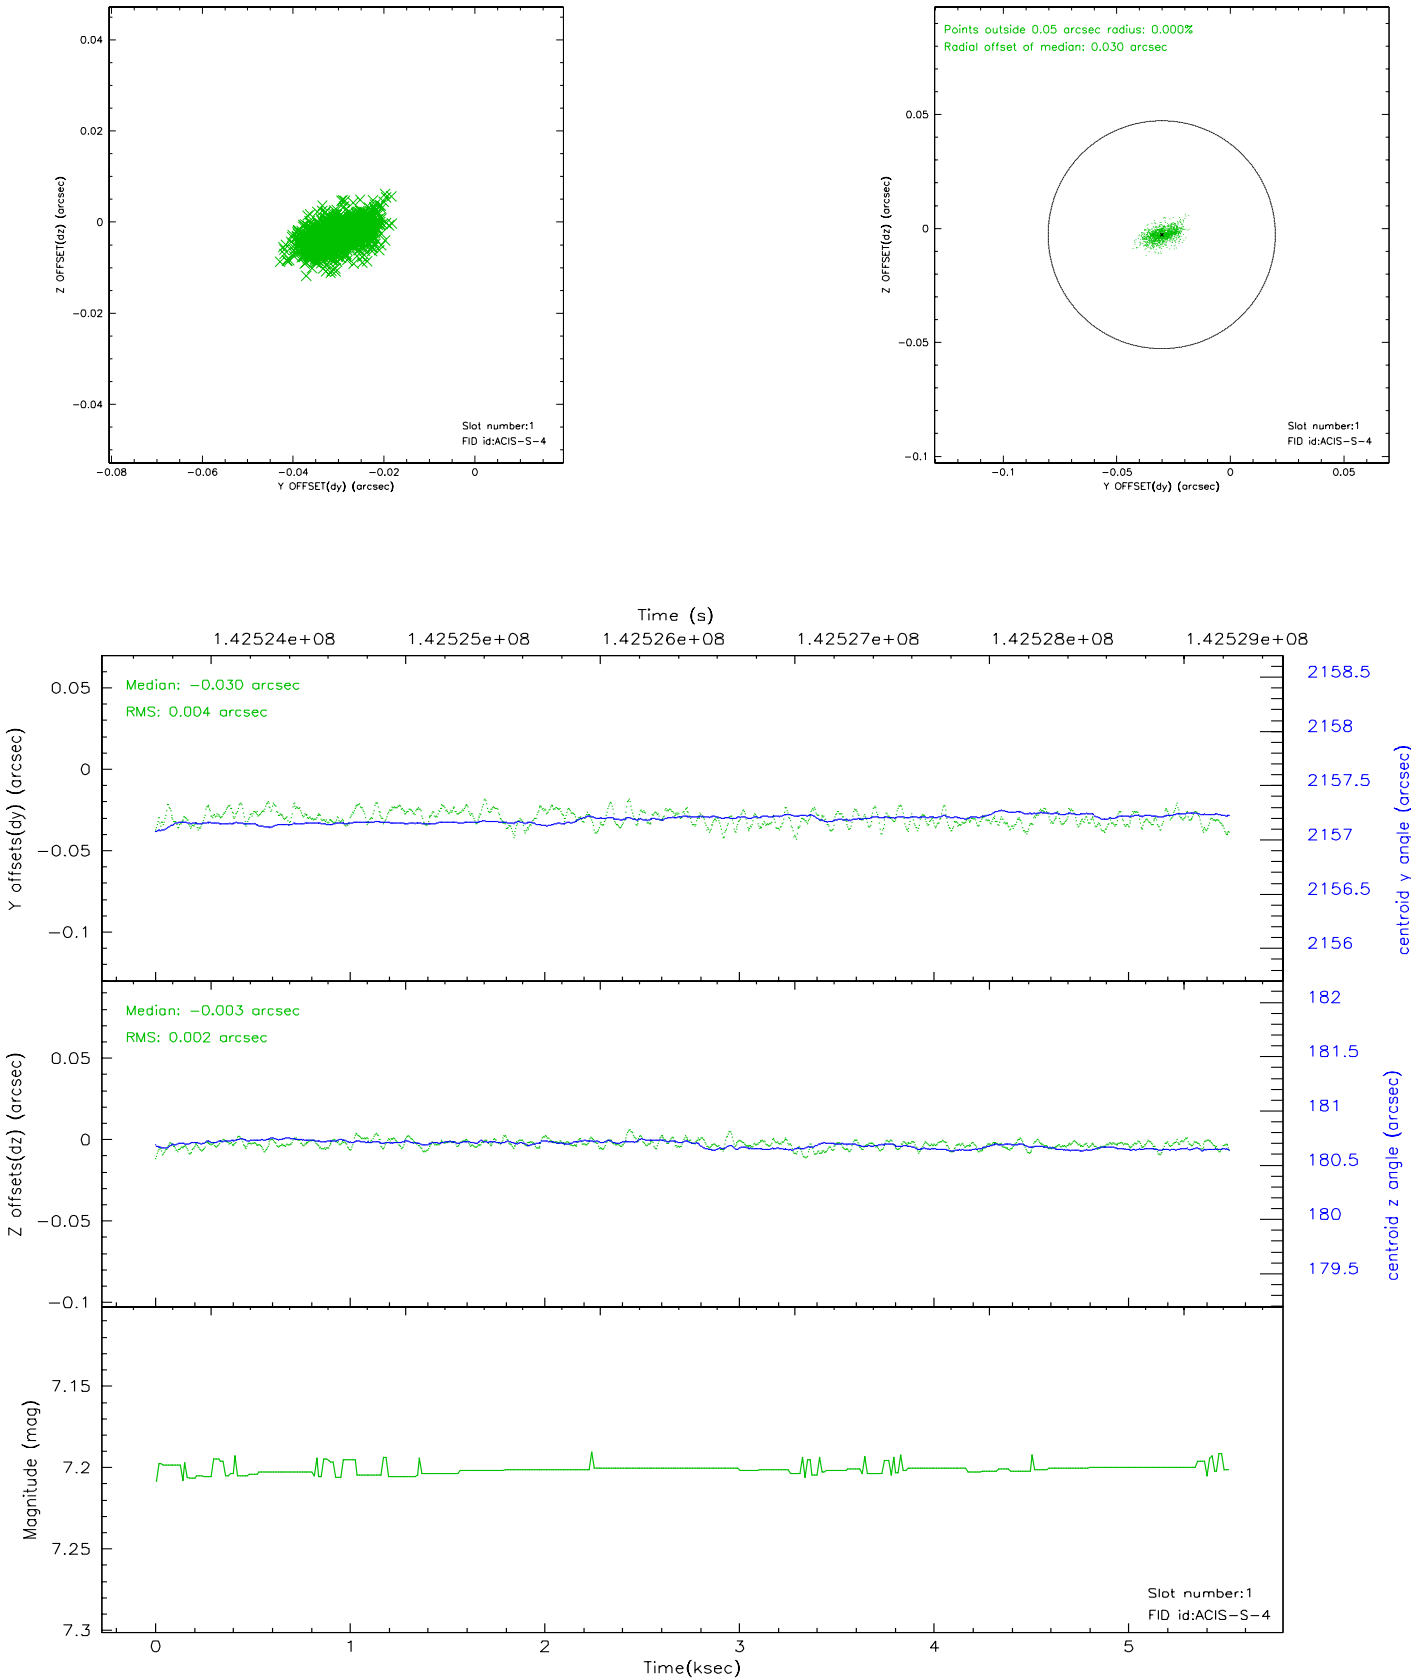 0.04
0.02
0
−0.02
−0.04
Z OFFSET(dz) (arcsec)
Slot number:1
FID id:ACIS−S−4
−0.08 −0.06 −0.04 −0.02 0
Y OFFSET(dy) (arcsec)
Points outside 0.05 arcsec radius: 0.000%
Radial offset of median: 0.030 arcsec
0.05
0
−0.05
−0.1
Z OFFSET(dz) (arcsec)
Slot number:1
FID id:ACIS−S−4
−0.1 −0.05 0 0.05
Y OFFSET(dy) (arcsec)
Time (s)
1.42524e+08 1.42525e+08 1.42526e+08 1.42527e+08 1.42528e+08 1.42529e+08
Median: −0.030 arcsec
RMS: 0.004 arcsec
0.05
0
−0.05
−0.1
Y offsets(dy) (arcsec)
2158.5
2158
2157.5
2157
2156.5
2156
centroid y angle (arcsec)
Median: −0.003 arcsec
RMS: 0.002 arcsec
0.05
0
−0.05
−0.1
Z offsets(dz) (arcsec)
182
181.5
181
180.5
180
179.5
centroid z angle (arcsec)
7.15
7.2
7.25
7.3
Magnitude (mag)
Slot number:1
FID id:ACIS−S−4
0 1 2 3 4 5
Time(ksec)